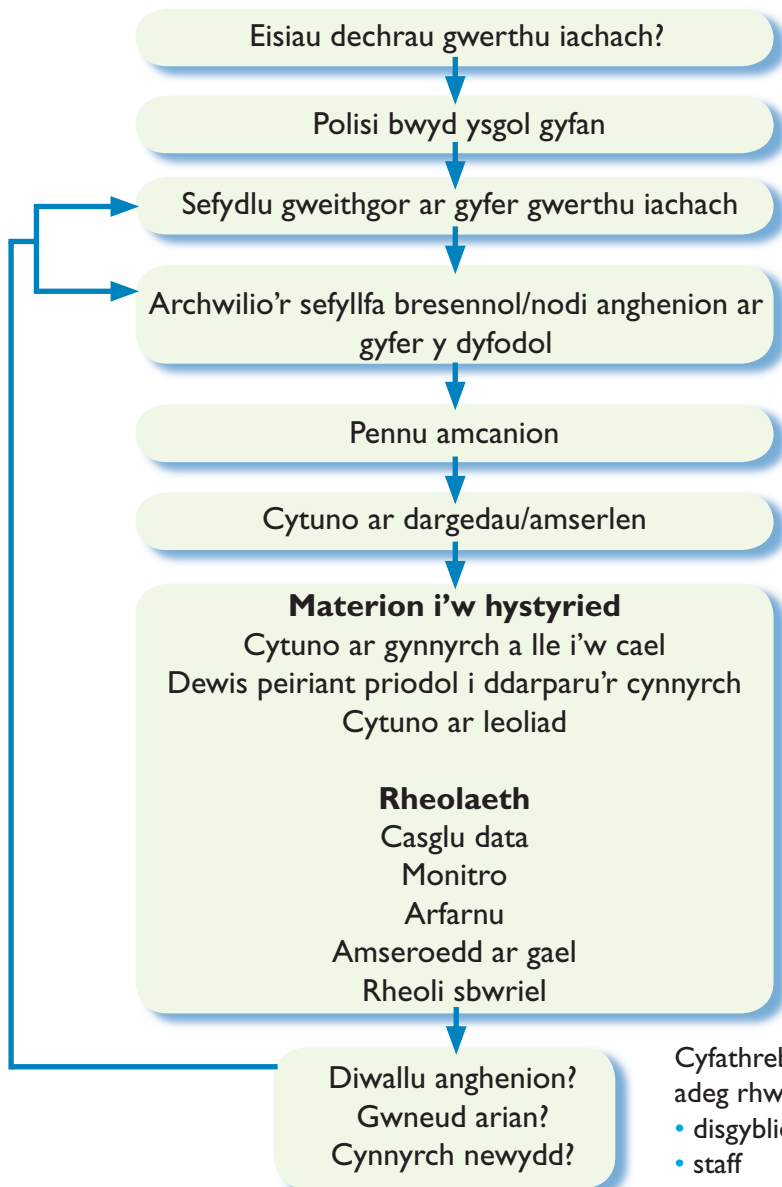 Eisiau dechrau gwerthu iachach?
Polisi bwyd ysgol gyfan
Sefydlu gweithgor ar gyfer gwerthu iachach
Archwilio’r sefyllfa bresennol/nodi anghenion ar
gyfer y dyfodol
Pennu amcanion
Cytuno ar dargedau/amserlen
Materion i’w hystyried
Cytuno ar gynnyrch a lle i’w cael
Dewis peiriant priodol i ddarparu’r cynnyrch
Cytuno ar leoliad
Rheolaeth
Casglu data
Monitro
Arfarnu
Amseroedd ar gael
Rheoli sbwriel
Diwallu anghenion?
Gwneud arian?
Cynnyrch newydd?
adeg
• staff